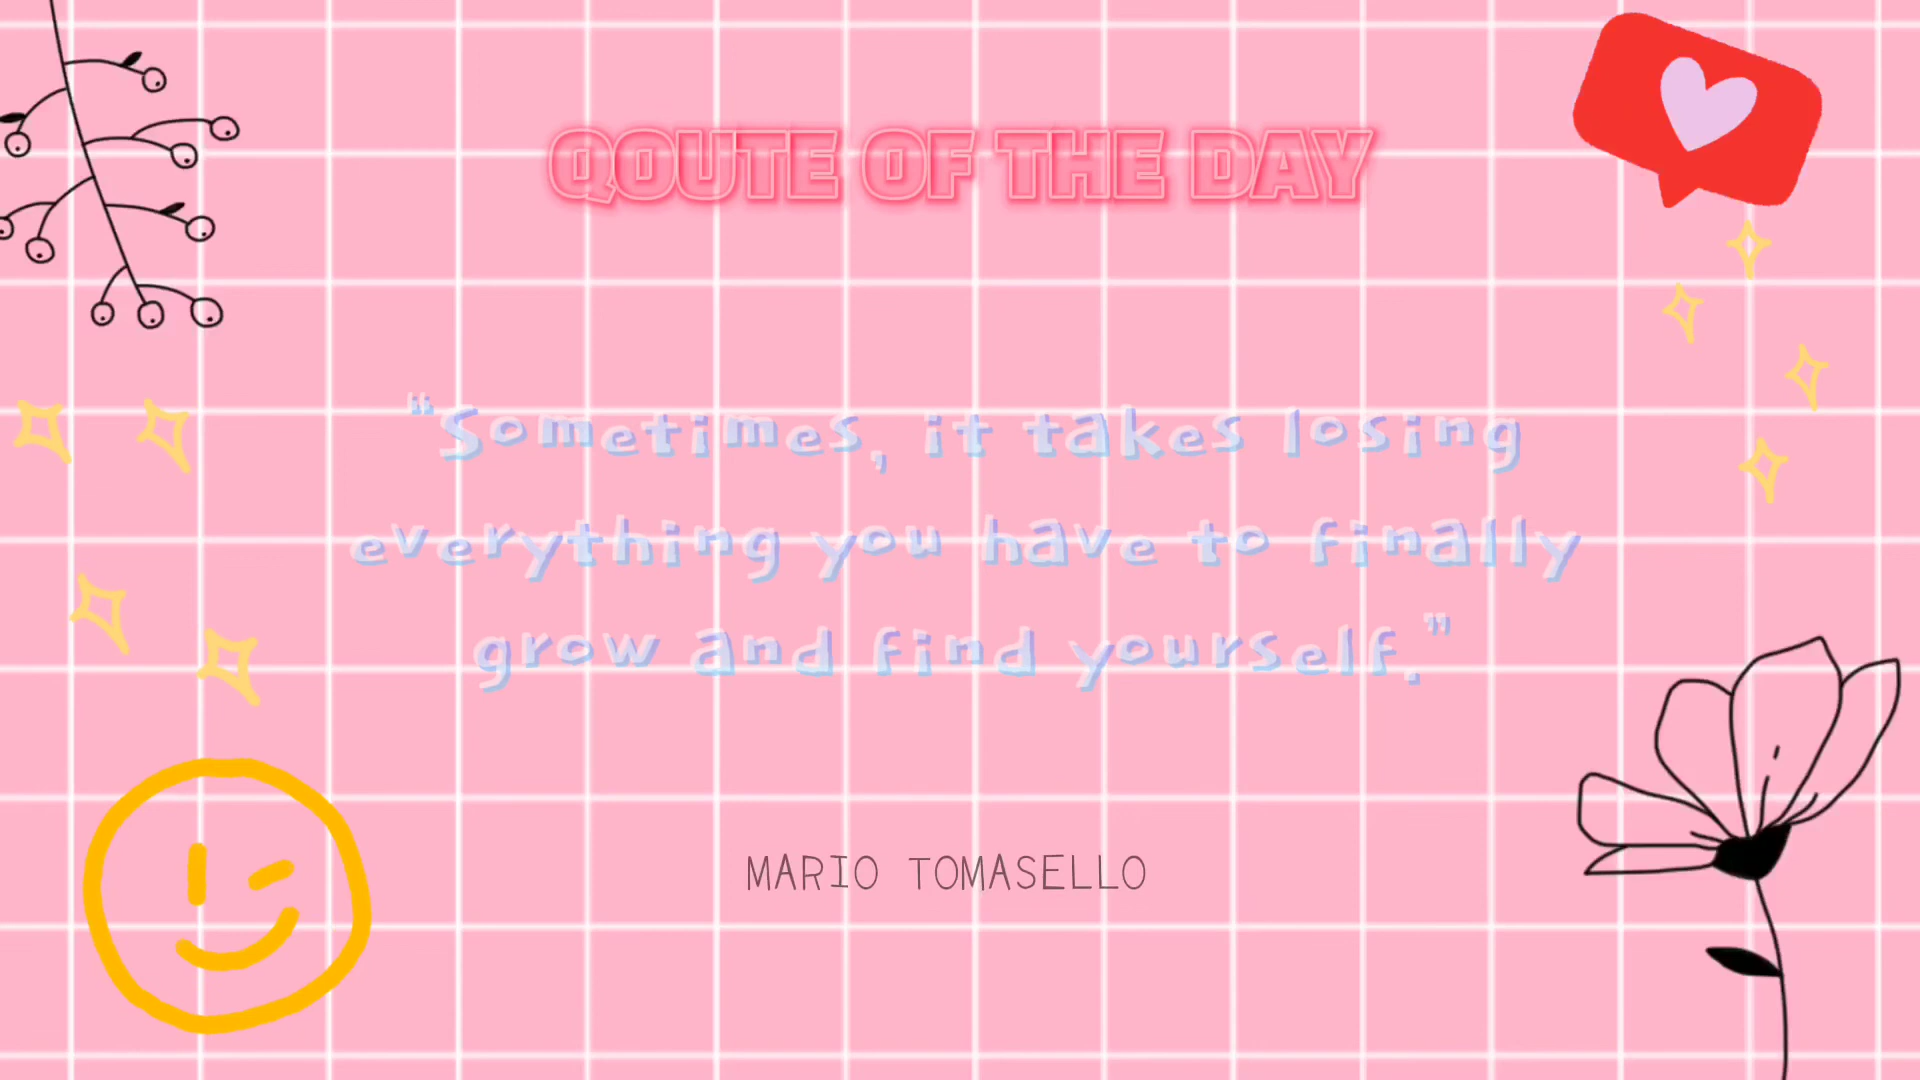 QOUTE OF THE DAY
"Sometimes, it takes losing
everything you have to finally
grow and find yourself."
MARIO TOMASELLO